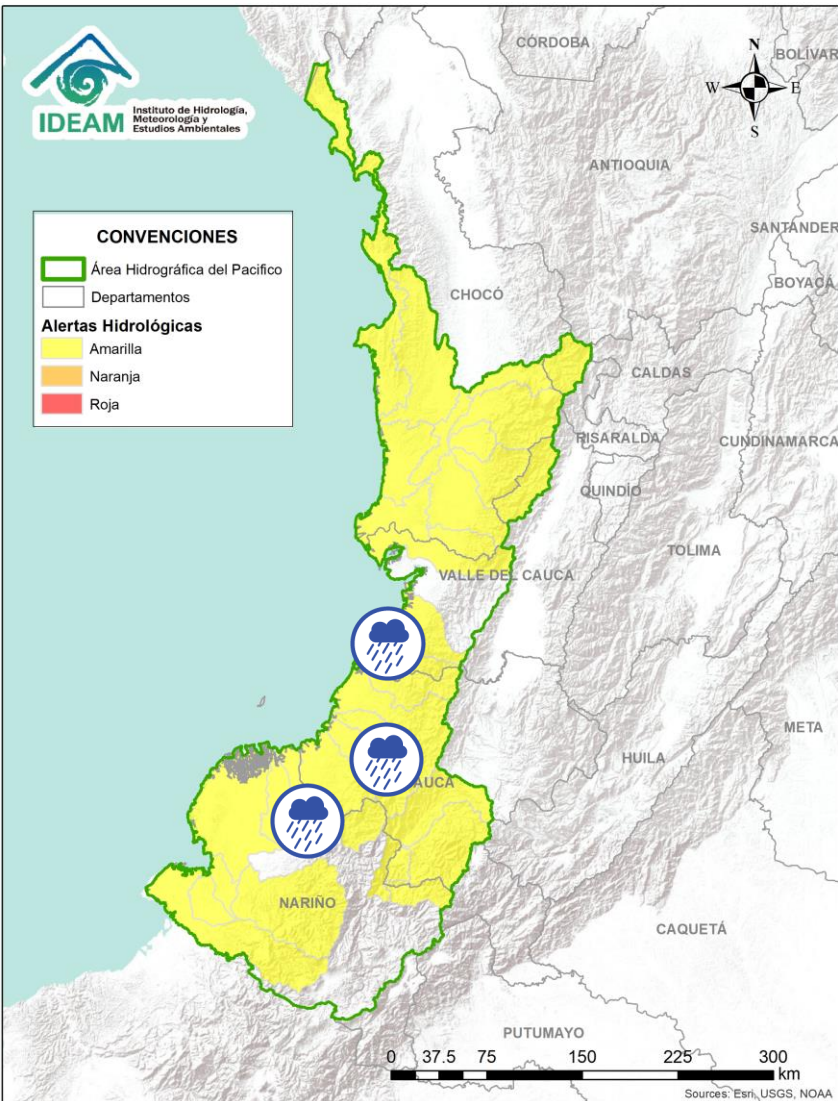 IDEAM
Instituto de Hidrología,
Meteorología y
Estudios Ambientales
CONVENCIONES
Área Hidrográfica del Pacifico
Departamentos
Alertas Hidrológicas
Amarilla
Naranja
Roja
N
W
E
S
CÓRDOBA
BOLIVAR
ANTIOQUIA
SANTANDER
BOYACÁ
CHOCÓ
CALDAS
RISARALDA
CUNDINAMARCA
QUINDÍO
TOLIMA
VALLE DEL CAUCA
META
HUILA
AUCA
NARIÑO
CAQUETÁ
PUTUMAYO
0 37.5 75 150 225 300
km
Sources: Esri, USGS, NOAA